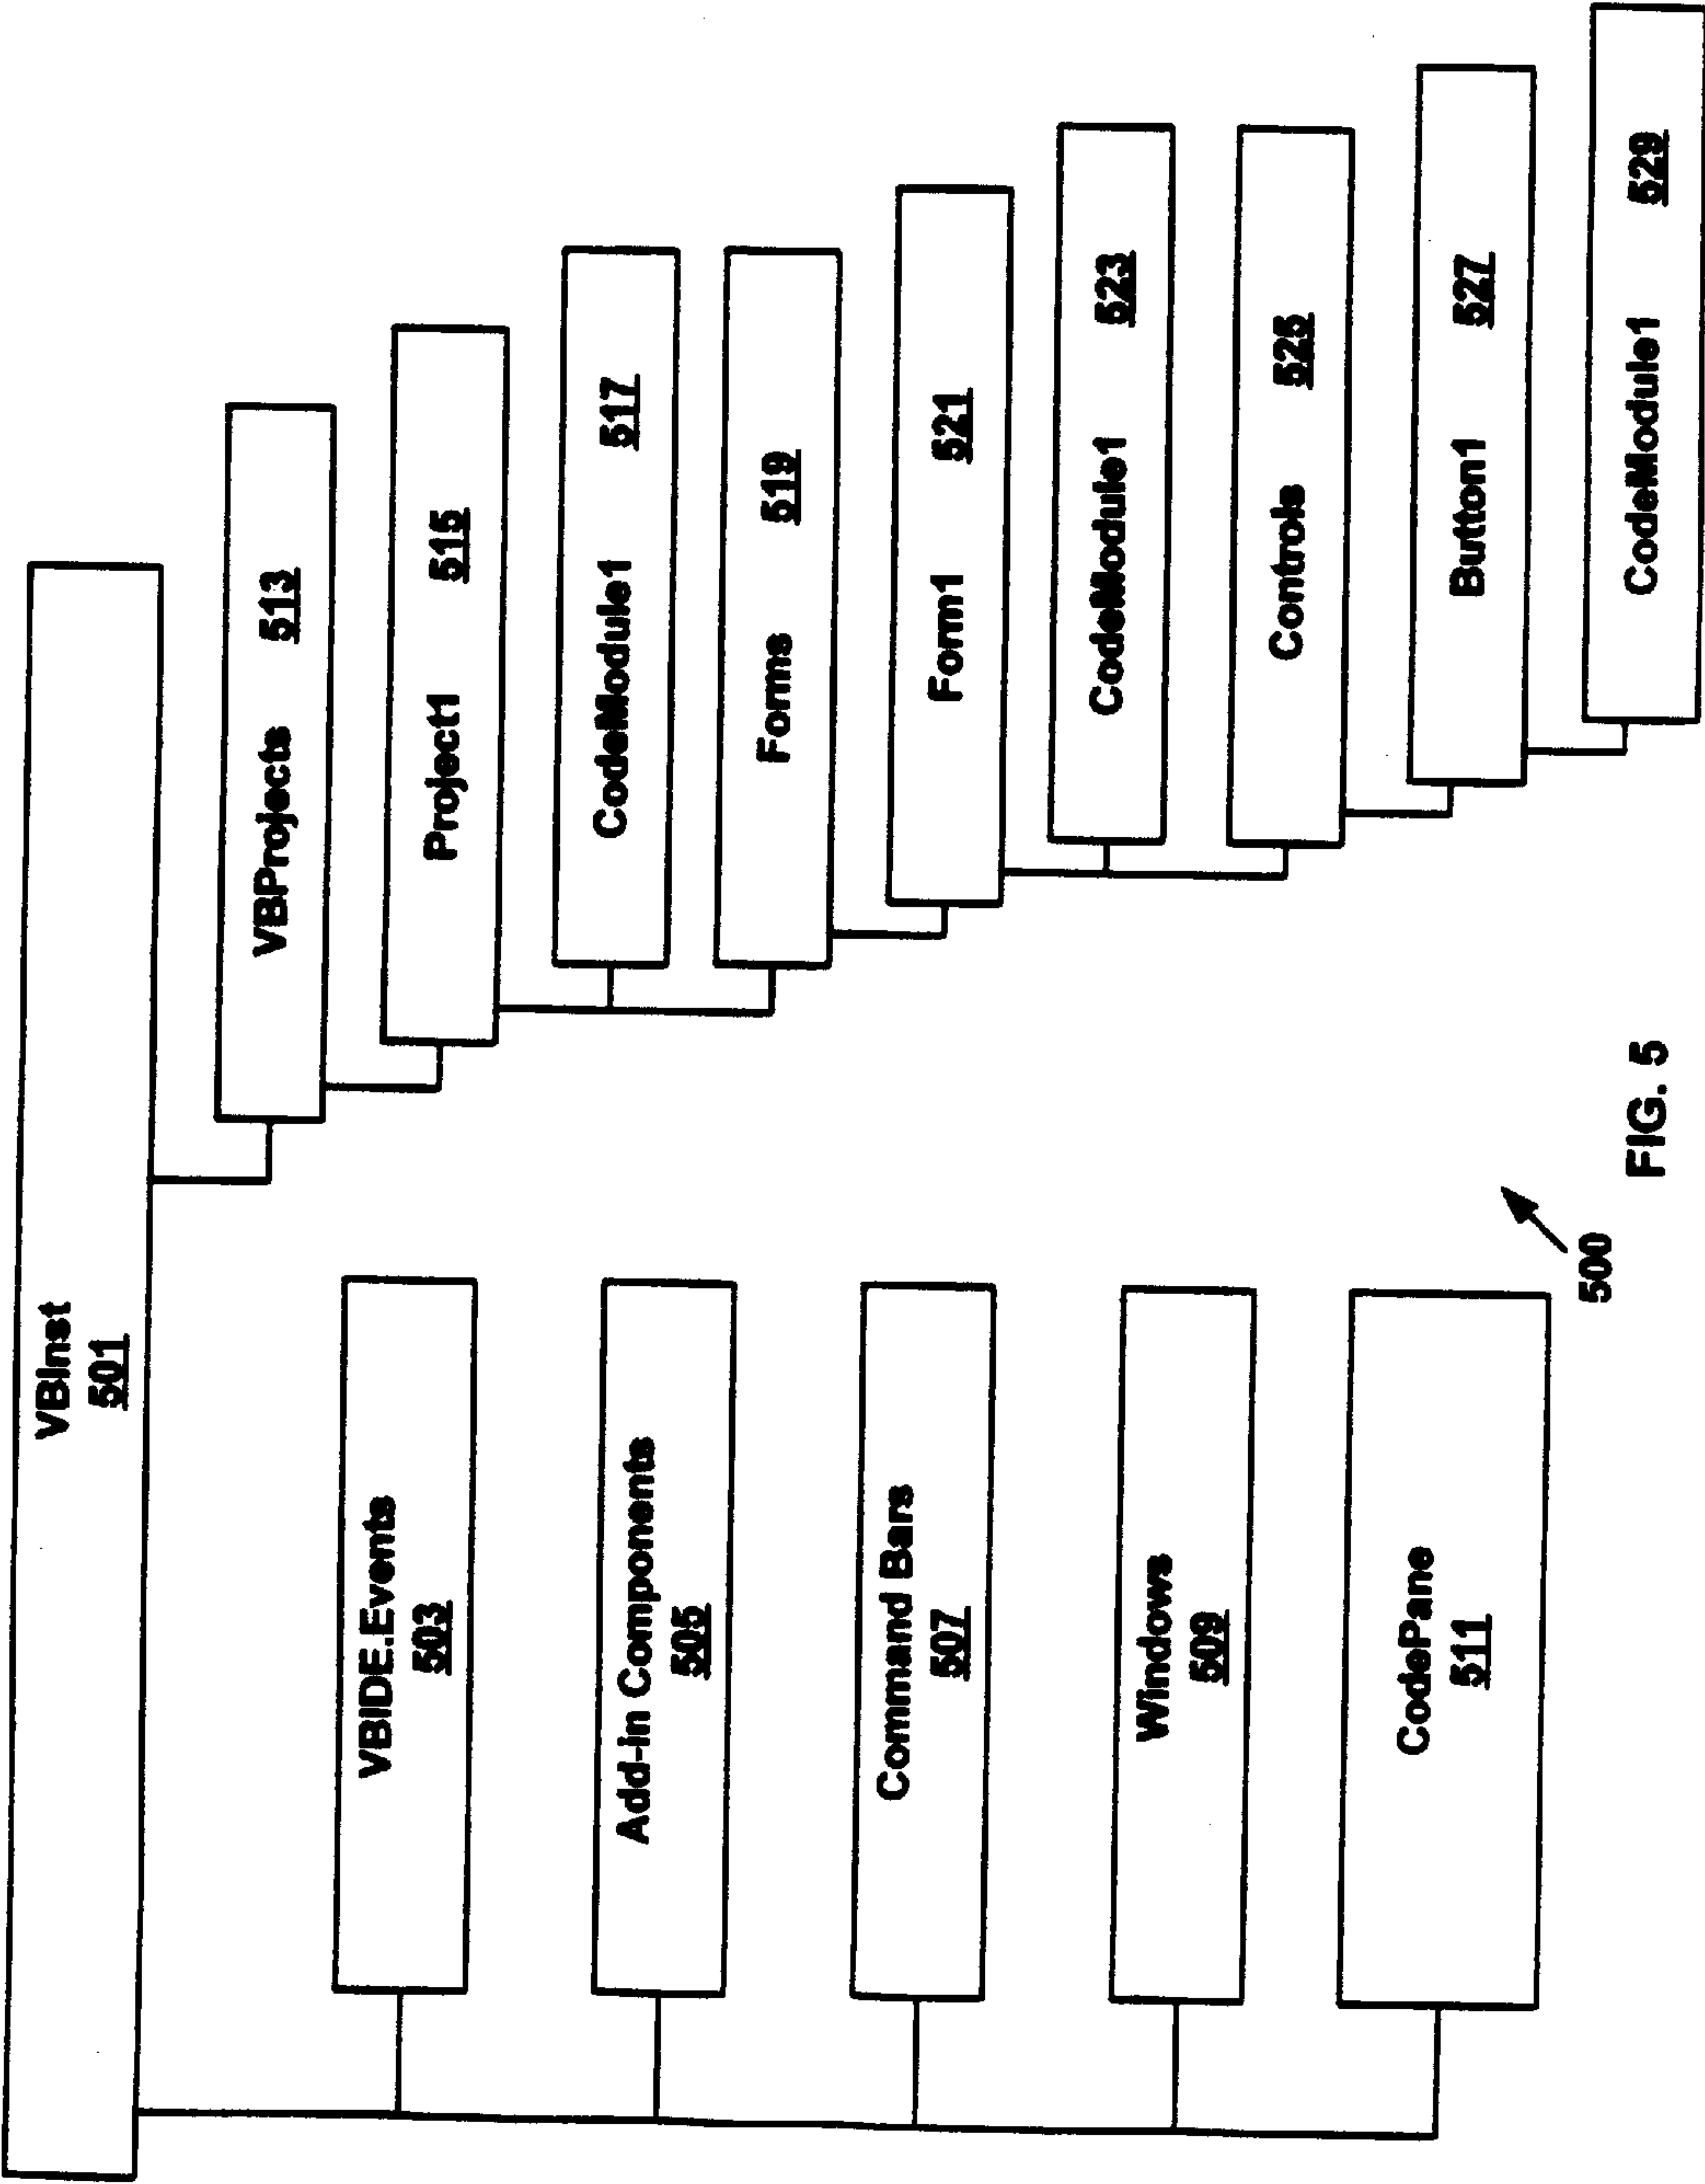 VBInst
501
VBIDE.Events
503
Add-in Components
505
Command Bars
507
Windows
509
CodePane
511
VBProjects 513
Project1 515
CodeModule1 517
Forms 519
Form1 521
CodeModule1 523
Controls 525
Button1 527
CodeModule1 529
500
FIG. 5